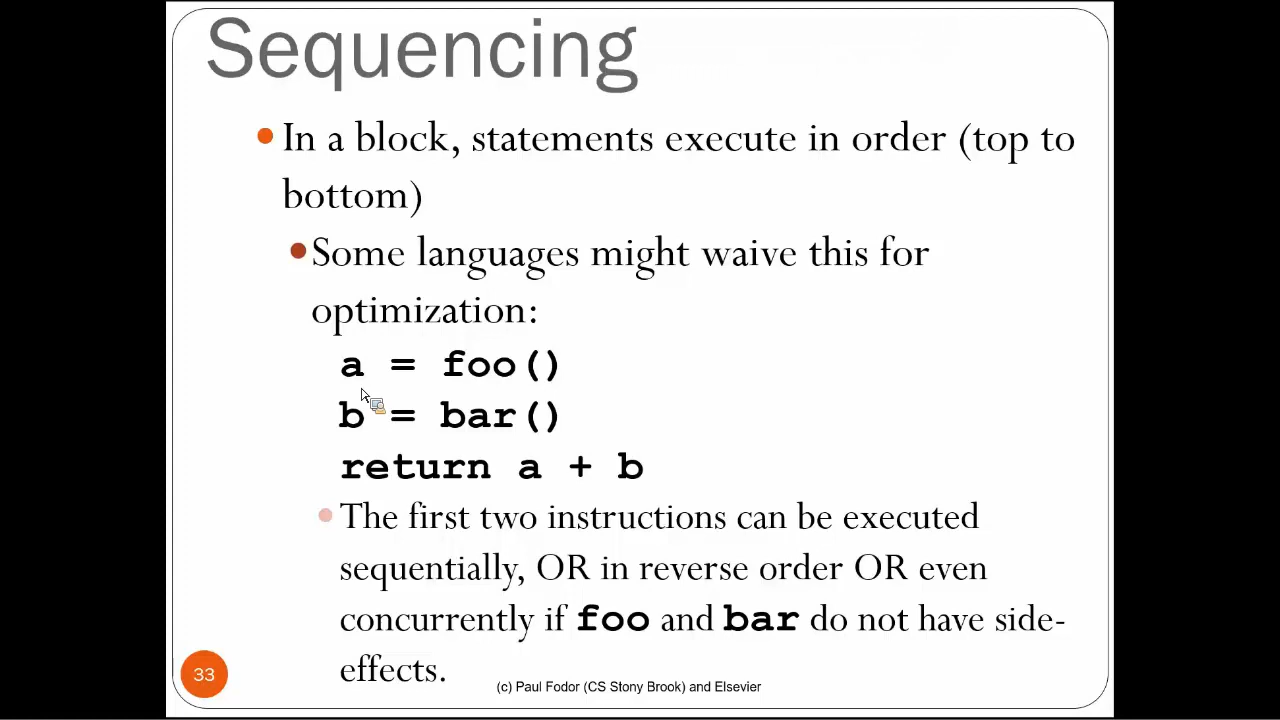 Sequencing
In a block, statements execute in order (top to
bottom)
Some languages might waive this for
optimization:
a = foo()
b = bar()
return a + b
The first two instructions can be executed
sequentially, OR in reverse order OR even
concurrently if foo and bar do not have side-
effects.
33
(c) Paul Fodor (CS Stony Brook) and Elsevier